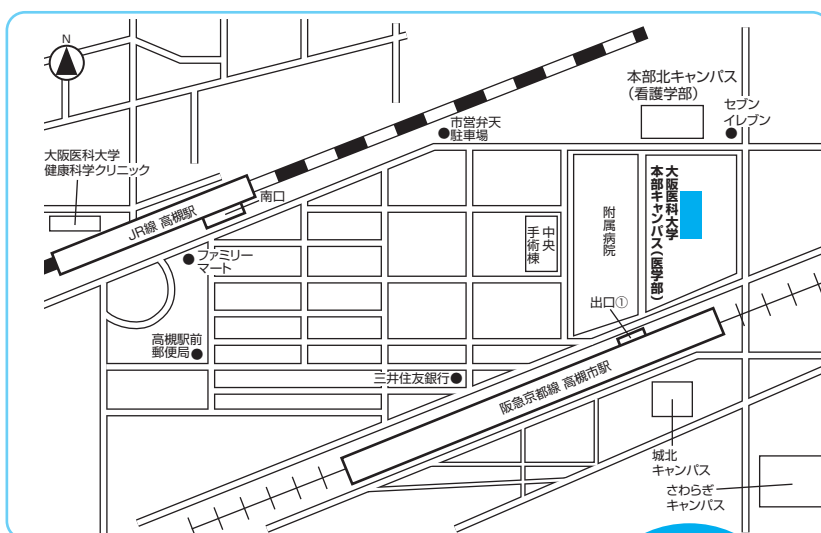 N
本部北キャンパス
（看護学部）
セブン
イレブン
市営弁天
駐車場
大阪医科大学
健康科学クリニック
南口
JR線 高槻駅
ファミリー
マート
中央
手術棟
附属病院
大阪医科大学
本部キャンパス（医学部）
出口①
高槻駅前
郵便局
三井住友銀行
阪急京都線 高槻市駅
城北
キャンパス
さわらぎ
キャンパス